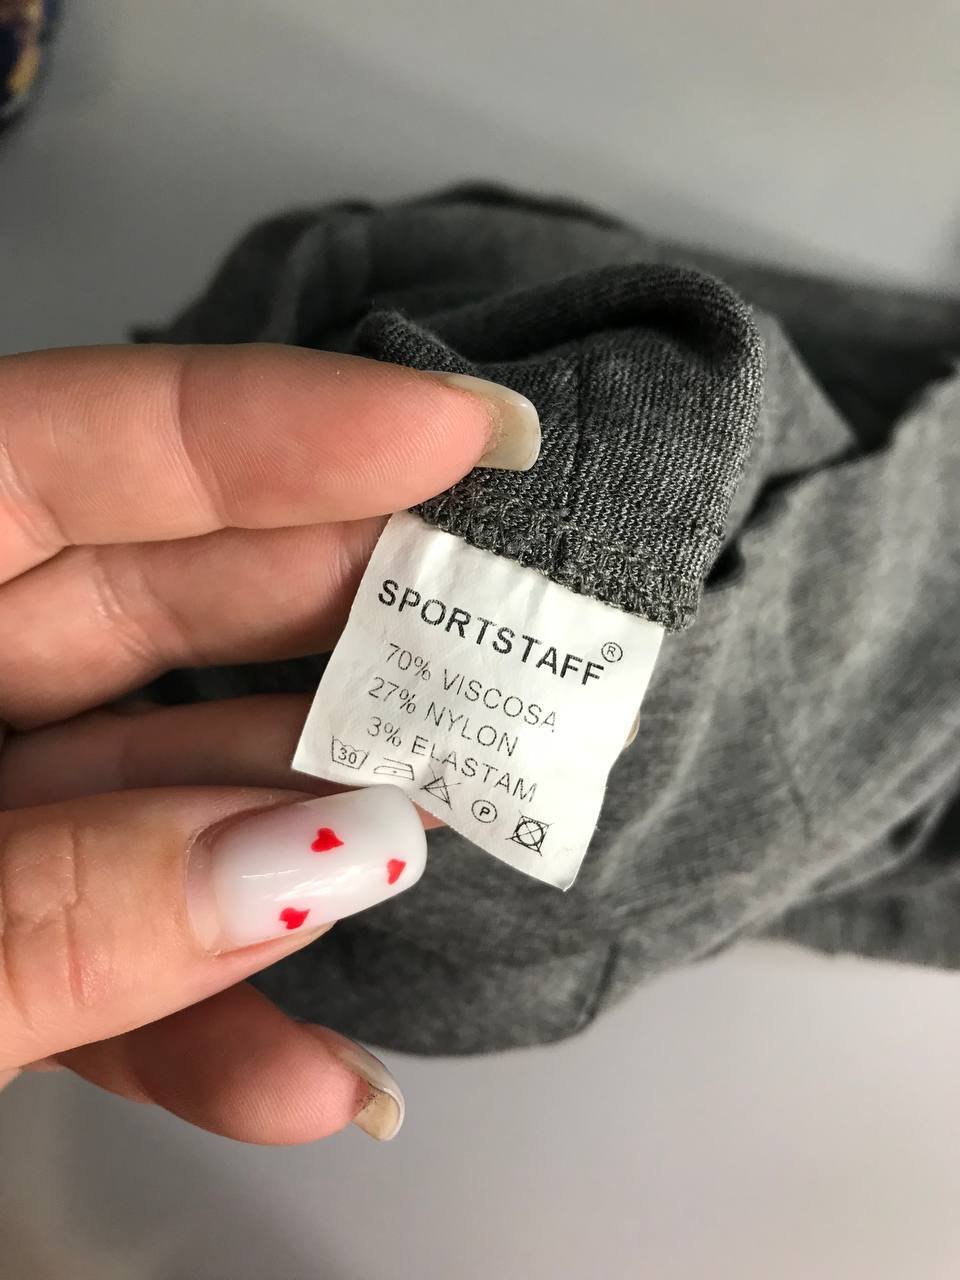 SPORTSTAFF®
70% VISCOSA
27% NYLON
3% ELASTAM
30
P